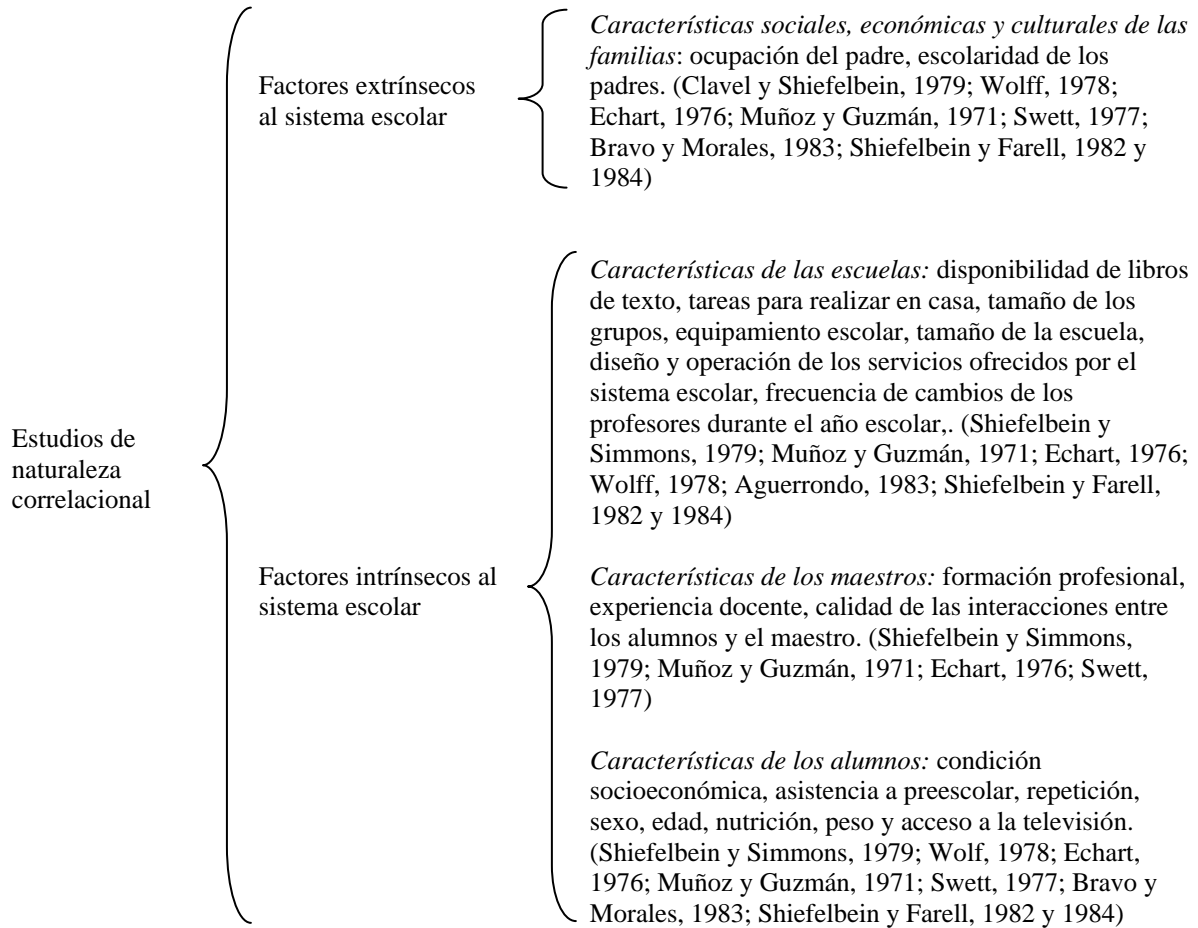 Estudios de
naturaleza
correlacional
Factores extrínsecos
al sistema escolar
Características sociales, económicas y culturales de las
familias: ocupación del padre, escolaridad de los
padres. (Clavel y Shiefelbein, 1979; Wolff, 1978;
Echart, 1976; Muñoz y Guzmán, 1971; Swett, 1977;
Bravo y Morales, 1983; Shiefelbein y Farell, 1982 y
1984)
Factores intrínsecos al
sistema escolar
Características de las escuelas: disponibilidad de libros
de texto, tareas para realizar en casa, tamaño de los
grupos, equipamiento escolar, tamaño de la escuela,
diseño y operación de los servicios ofrecidos por el
sistema escolar, frecuencia de cambios de los
profesores durante el año escolar,. (Shiefelbein y
Simmons, 1979; Muñoz y Guzmán, 1971; Echart, 1976;
Wolff, 1978; Aguerrondo, 1983; Shiefelbein y Farell,
1982 y 1984)
Características de los maestros: formación profesional,
experiencia docente, calidad de las interacciones entre
los alumnos y el maestro. (Shiefelbein y Simmons,
1979; Muñoz y Guzmán, 1971; Echart, 1976; Swett,
1977)
Características de los alumnos: condición
socioeconómica, asistencia a preescolar, repetición,
sexo, edad, nutrición, peso y acceso a la televisión.
(Shiefelbein y Simmons, 1979; Wolf, 1978; Echart,
1976; Muñoz y Guzmán, 1971; Swett, 1977; Bravo y
Morales, 1983; Shiefelbein y Farell, 1982 y 1984)